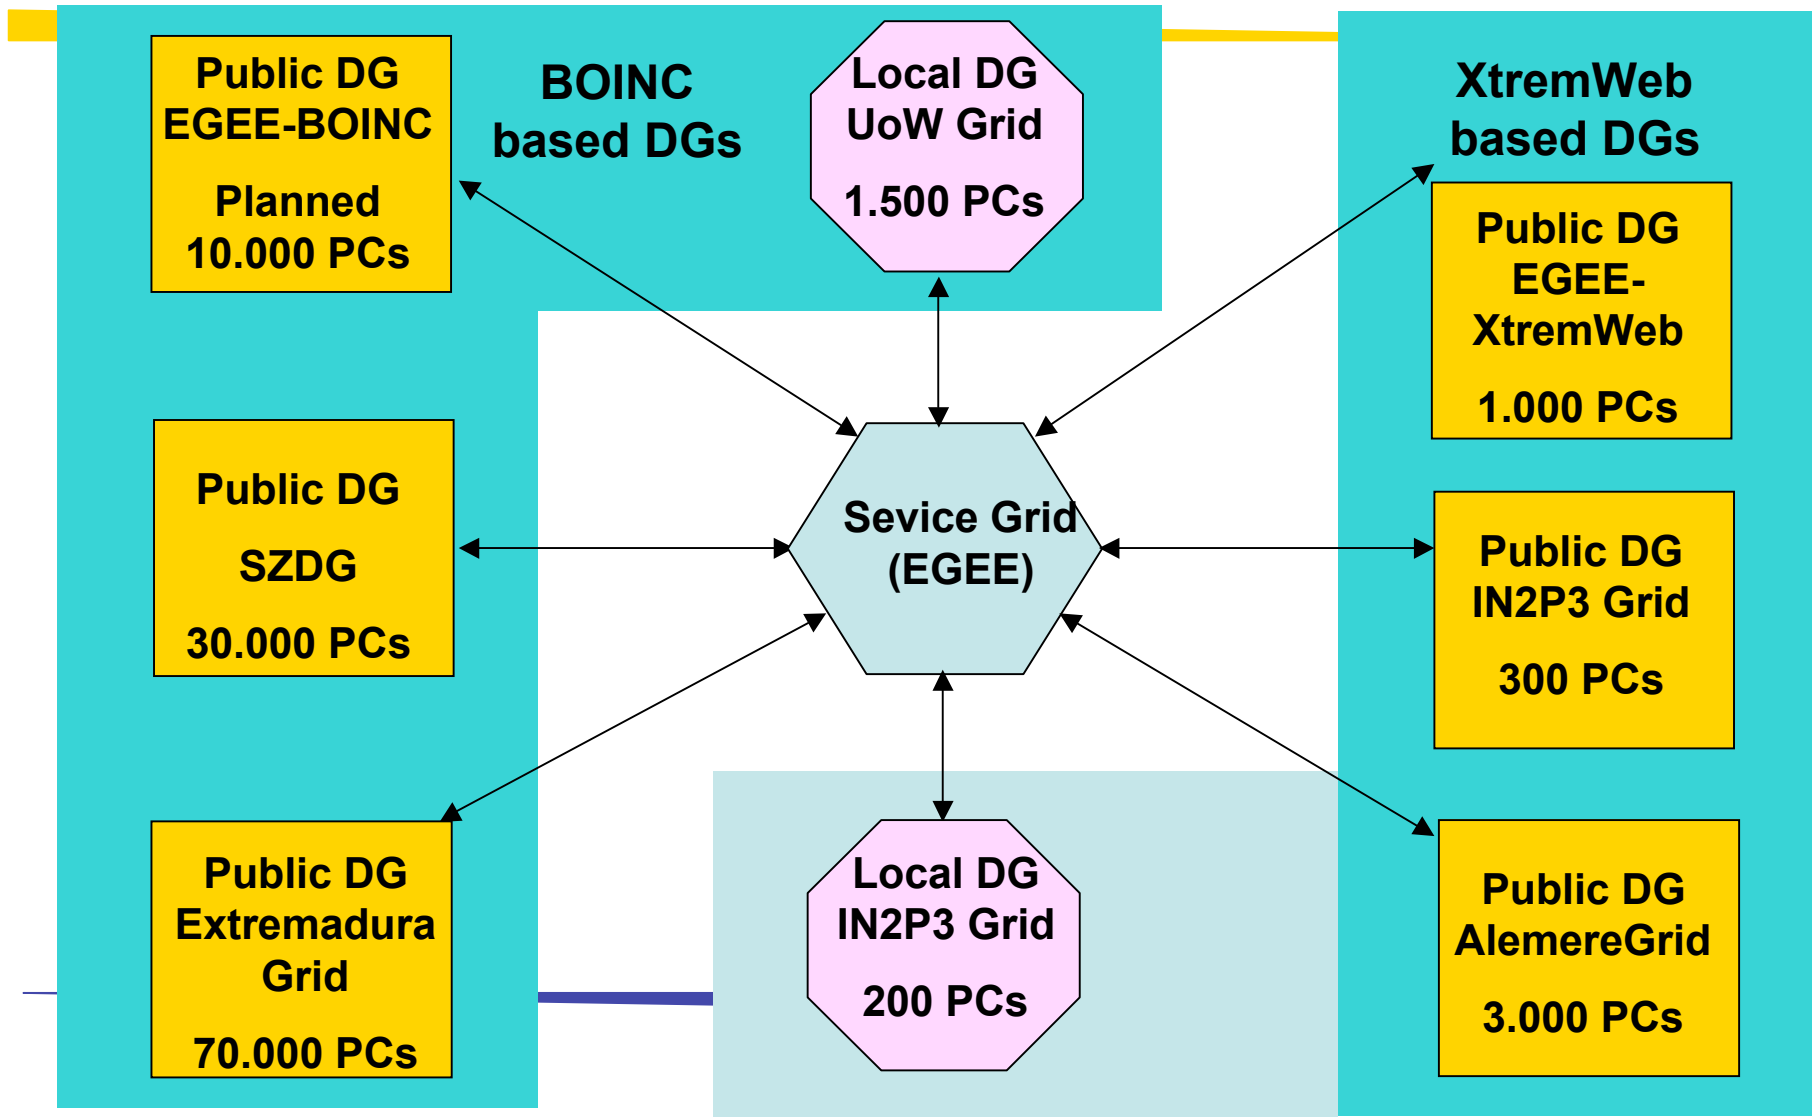 Public DG
EGEE-BOINC
Planned
10.000 PCs
BOINC
based DGs
Local DG
UoW Grid
1.500 PCs
XtremWeb
based DGs
Public DG
EGEE-
XtremWeb
1.000 PCs
Public DG
SZDG
30.000 PCs
Sevice Grid
(EGEE)
Public DG
IN2P3 Grid
300 PCs
Public DG
Extremadura
Grid
70.000 PCs
Local DG
IN2P3 Grid
200 PCs
Public DG
AlemereGrid
3.000 PCs